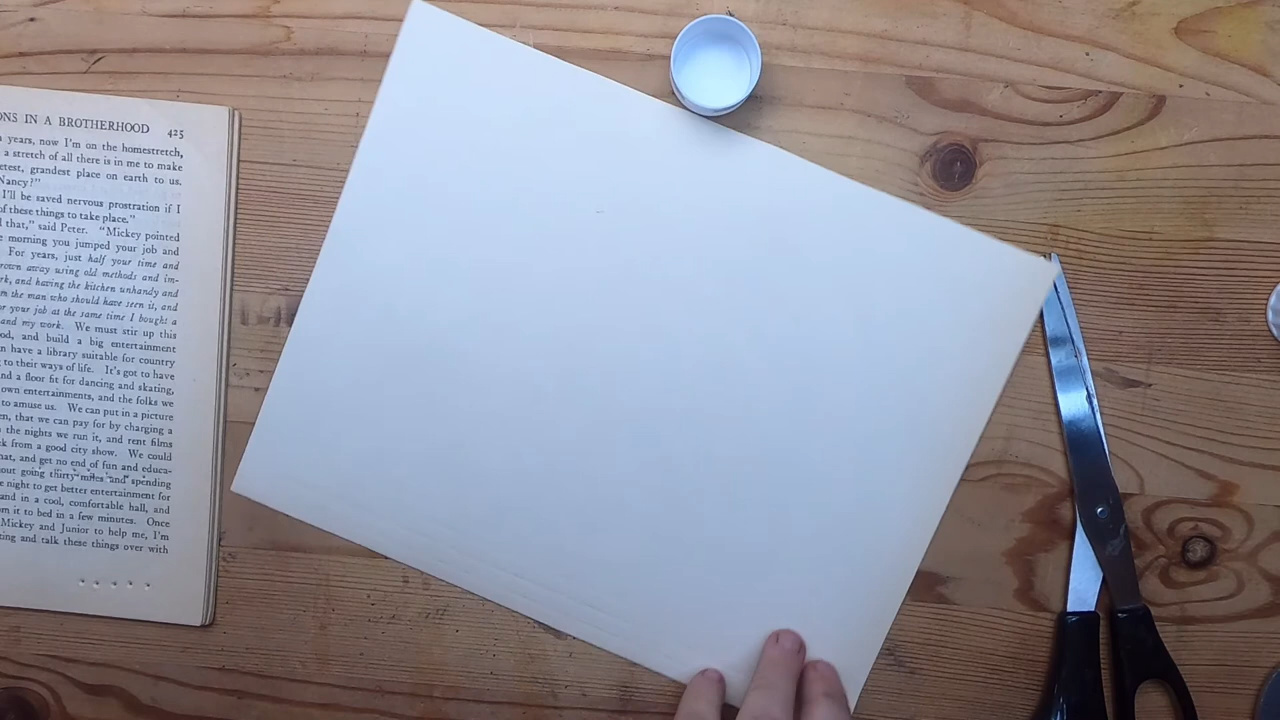 ONS IN A BROTHERHOOD 425
years, now I'm on the homestretch,
a stretch of all there is in me to make
etest, grandest place on earth to us.
Nancy?"
I'll be saved nervous prostration if I
of these things to take place."
that," said Peter. "Mickey pointed
e morning you jumped your job and
For years, just half your time and
rown away using old methods and im-
rk, and having the kitchen unhandy and
m the man who should have seen it, and
or your job at the same time I bought a
and my work. We must stir up this
od, and build a big entertainment
n have a library suitable for country
g to their ways of life. It's got to have
nd a floor fit for dancing and skating,
own entertainments, and the folks we
to amuse us. We can put in a picture
en, that we can pay for by charging a
the nights we run it, and rent films
ek from a good city show. We could
hat, and get no end of fun and educa-
out going thirty miles and spending
e night to get better entertainment for
and in a cool, comfortable hall, and
om it to bed in a few minutes. Once
Mickey and Junior to help me, I'm
ting and talk these things over with